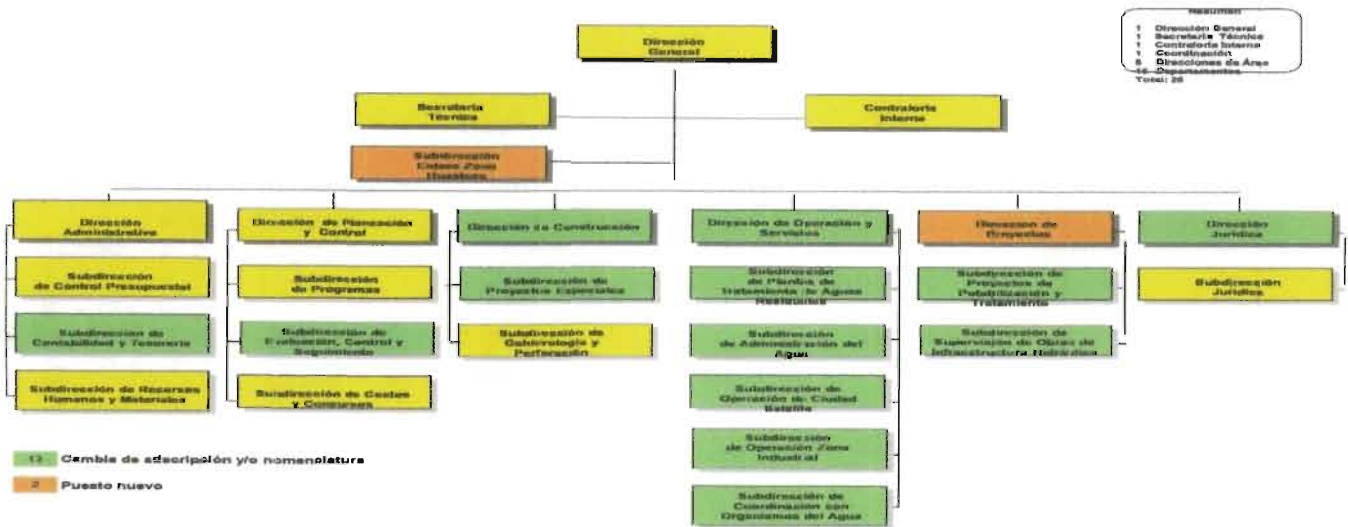 Resumen
1 Dirección General
1 Secretaría Técnica
1 Contraloría Interna
1 Coordinación
6 Direcciones de Área
16 Departamentos
Total: 26
Dirección
General
Secretaría
Técnica
Contraloría
Interna
Subdirección
Enlace Zona
Dirección
Administrativa
Dirección de Planeación
y Control
Dirección de Construcción
Dirección de Operación y
Servicios
Dirección de
Proyectos
Dirección
Jurídica
Subdirección
de Control Presupuestal
Subdirección
de Programas
Subdirección de
Proyectos Especiales
Subdirección
de Plantas de
Tratamiento de Aguas
Residuales
Subdirección de
Proyectos de
Potabilización y
Tratamiento
Subdirección
Jurídica
Subdirección de
Contabilidad y Tesorería
Subdirección de
Evaluación, Control y
Seguimiento
Subdirección de
Geohidrología y
Perforación
Subdirección
de Administración del
Agua
Subdirección de
Supervisión de Obras de
Infraestructura Hidráulica
Subdirección de Recursos
Humanos y Materiales
Subdirección de Costos
y Concursos
Subdirección de
Operación de Ciudad
Satélite
Subdirección
de Operación Zona
Industrial
Subdirección de
Coordinación con
Organismos del Agua
13 Cambia de adscripción y/o nomenclatura
2 Puesto nuevo